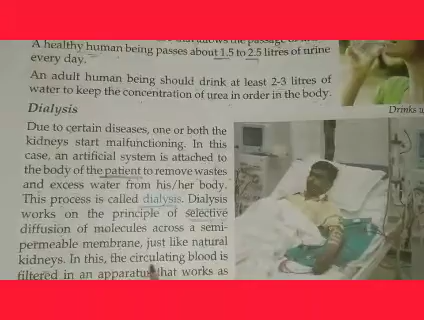 A healthy human being passes about 1.5 to 2.5 litres of urine
every day.
An adult human being should drink at least 2-3 litres of
water to keep the concentration of urea in order in the body.
Drinks
Dialysis
Due to certain diseases, one or both the
kidneys start malfunctioning. In this
case, an artificial system is attached to
the body of the patient to remove wastes
and excess water from his/her body.
This process is called dialysis. Dialysis
works on the principle of selective
diffusion of molecules across a semi-
permeable membrane, just like natural
kidneys. In this, the circulating blood is
filtered in an apparatus that works as